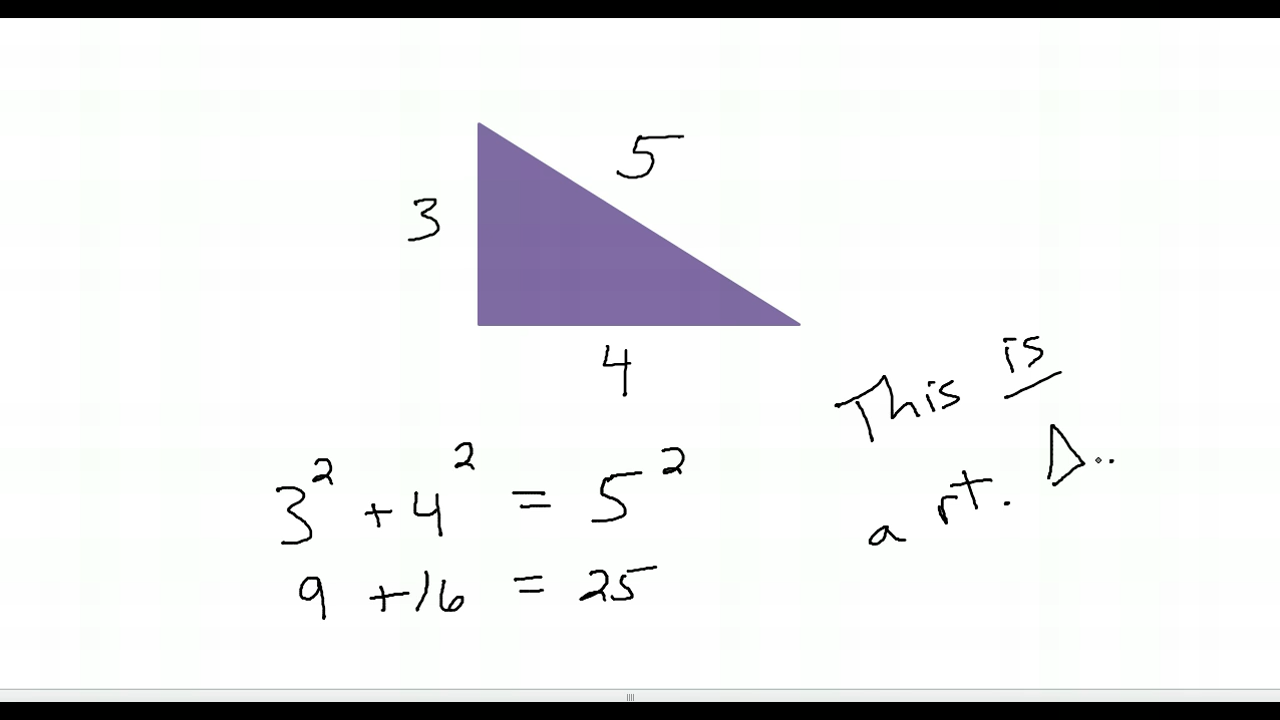 5
3
4
3² + 4² = 5²
9 + 16 = 25
This is
a rt. Δ..